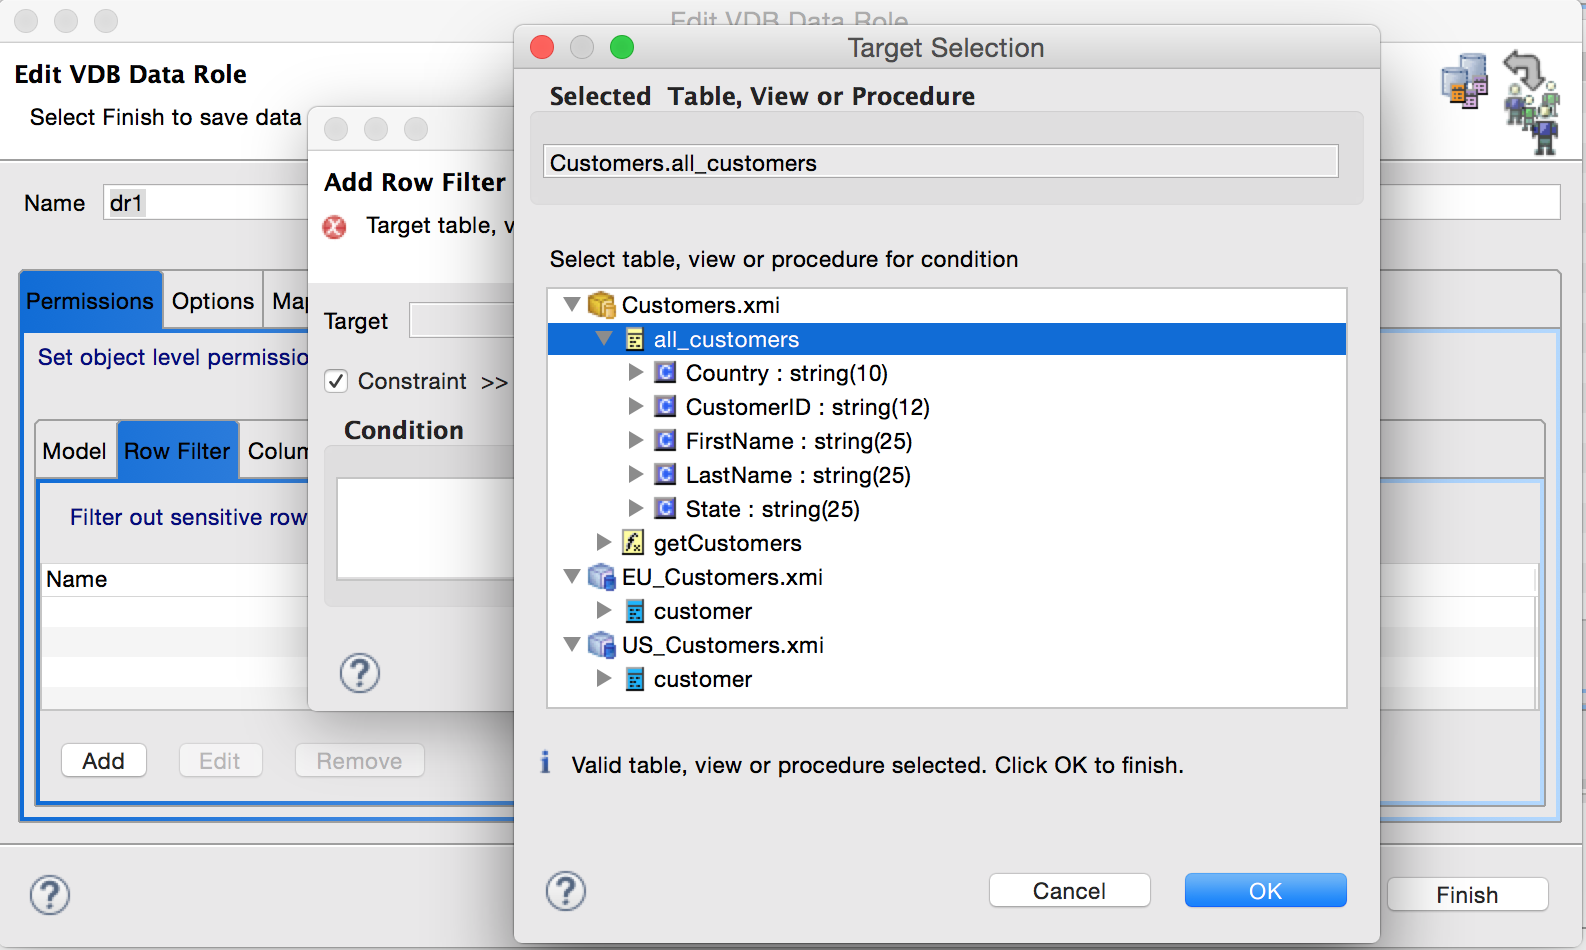 Edit VDB Data Role
Edit VDB Data Role
Select Finish to save data
Name dr1
Permissions Options
Set object level
Model Row Filter
Filter out sensitive
Name
Add Edit Remove
Finish
Add Row Filter
Target table,
Target
Constraint >>
Condition
Target Selection
Selected Table, View or Procedure
Customers.all_customers
Select table, view or procedure for condition
Customers.xmi
all_customers
Country : string(10)
CustomerID : string(12)
FirstName : string(25)
LastName : string(25)
State : string(25)
getCustomers
EU_Customers.xmi
customer
US_Customers.xmi
customer
Valid table, view or procedure selected. Click OK to finish.
Cancel OK